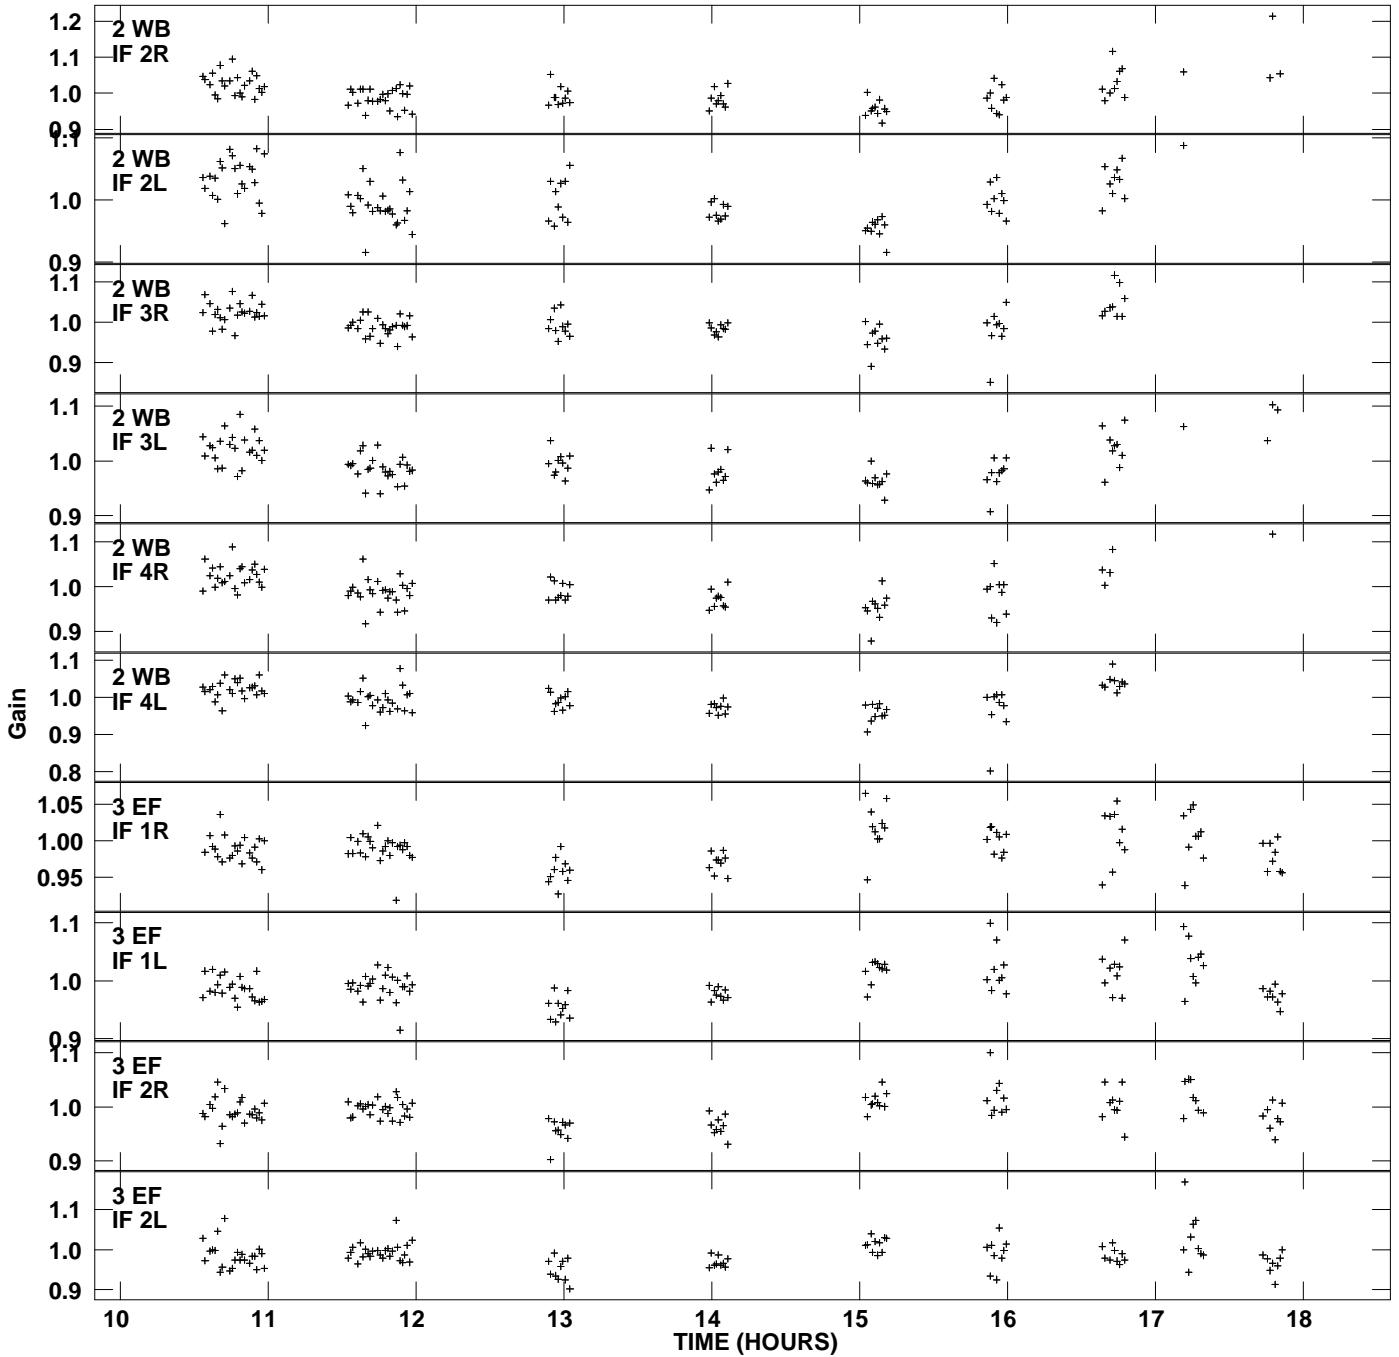 1.2
1.1
1.0
0.9
2 WB
IF 2R
1.1
1.0
0.9
2 WB
IF 2L
1.1
1.0
0.9
2 WB
IF 3R
1.1
1.0
0.9
2 WB
IF 3L
1.1
1.0
0.9
2 WB
IF 4R
1.1
1.0
0.9
0.8
2 WB
IF 4L
Gain
1.05
1.00
0.95
3 EF
IF 1R
1.1
1.0
0.9
3 EF
IF 1L
1.1
1.0
0.9
3 EF
IF 2R
1.1
1.0
0.9
3 EF
IF 2L
10 11 12 13 14 15 16 17 18
TIME (HOURS)